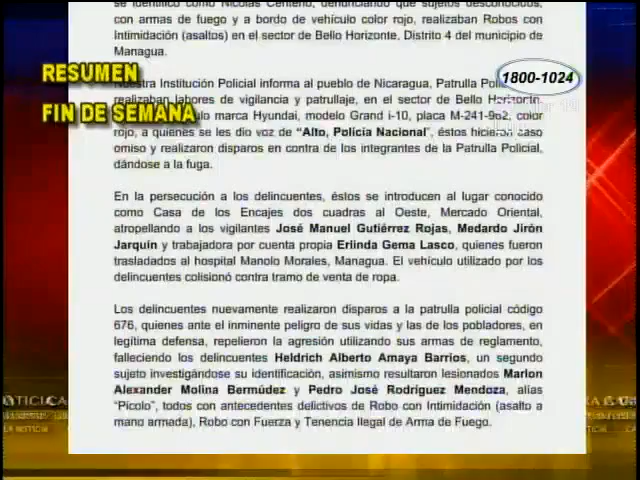 se identificó como Nicolás Centeno, denunciando que sujetos desconocidos,
con armas de fuego y a bordo de vehículo color rojo, realizaban Robos con
Intimidación (asaltos) en el sector de Bello Horizonte, Distrito 4 del municipio de
Managua.
RESUMEN
FIN DE SEMANA
1800-1024
Nuestra Institución Policial informa al pueblo de Nicaragua, Patrulla
realizaban labores de vigilancia y patrullaje, en el sector de Bello Horizonte,
marca Hyundai, modelo Grand i-10, placa M-241-962, color
rojo, a quienes se les dio voz de “Alto, Policía Nacional”, éstos hicieron caso
omiso y realizaron disparos en contra de los integrantes de la Patrulla Policial,
dándose a la fuga.
En la persecución a los delincuentes, éstos se introducen al lugar conocido
como Casa de los Encajes dos cuadras al Oeste, Mercado Oriental,
atropellando a los vigilantes José Manuel Gutiérrez Rojas, Medardo Jirón
Jarquín y trabajadora por cuenta propia Erlinda Gema Lasco, quienes fueron
trasladados al hospital Manolo Morales, Managua. El vehículo utilizado por los
delincuentes colisionó contra tramo de venta de ropa.
Los delincuentes nuevamente realizaron disparos a la patrulla policial código
676, quienes ante el inminente peligro de sus vidas y las de los pobladores, en
legítima defensa, repelieron la agresión utilizando sus armas de reglamento,
falleciendo los delincuentes Heldrich Alberto Amaya Barrios, un segundo
sujeto investigándose su identificación, asimismo resultaron lesionados Marlon
Alexander Molina Bermúdez y Pedro José Rodríguez Mendoza, alias
“Picolo”, todos con antecedentes delictivos de Robo con Intimidación (asalto a
mano armada), Robo con Fuerza y Tenencia Ilegal de Arma de Fuego.